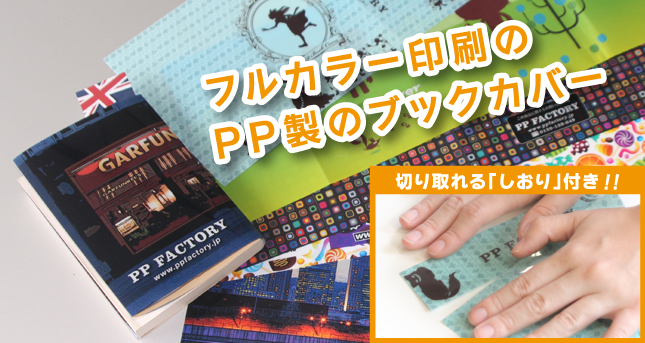 フルカラー印刷の
PP製のブックカバー
切り取れる「しおり」付き!!
GARFUN
PP FACTORY
www.ppfactory.jp
PP FACTORY
ppfactory.jp
PP FACTORY